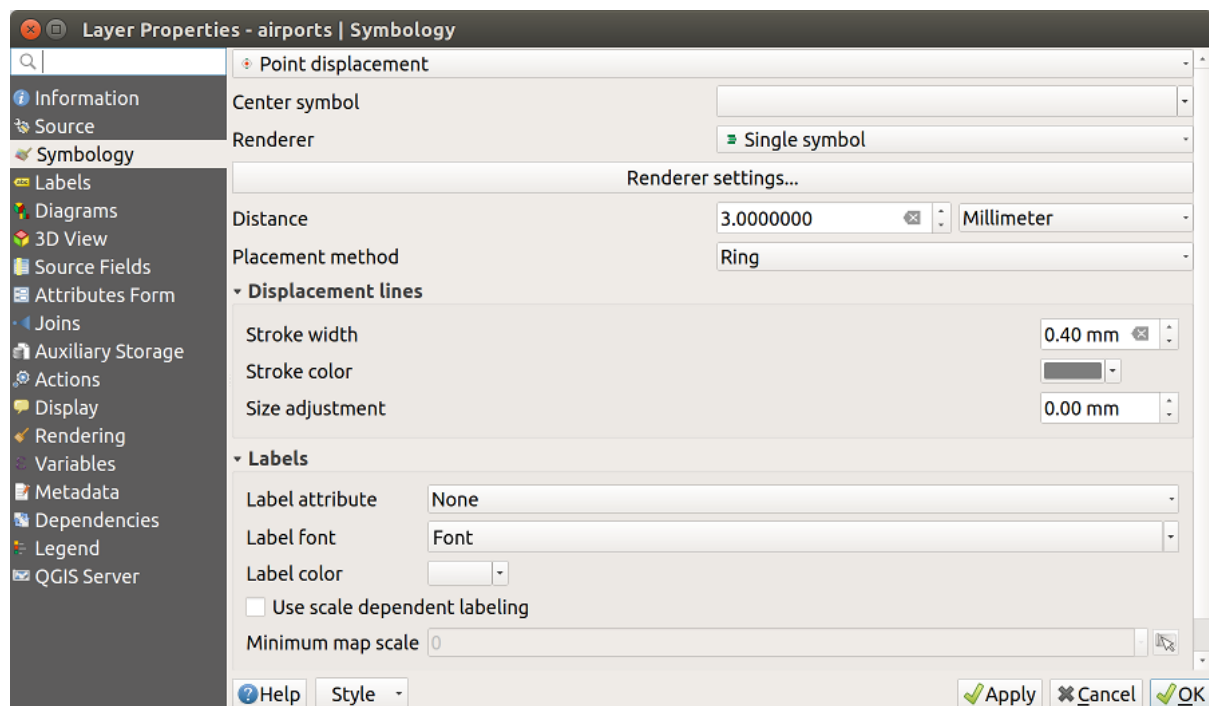 Layer Properties - airports | Symbology
Information
Source
Symbology
Labels
Diagrams
3D View
Source Fields
Attributes Form
Joins
Auxiliary Storage
Actions
Display
Rendering
Variables
Metadata
Dependencies
Legend
QGIS Server
Point displacement
Center symbol
Renderer Single symbol
Renderer settings...
Distance 3.0000000 Millimeter
Placement method Ring
Displacement lines
Stroke width 0.40 mm
Stroke color
Size adjustment 0.00 mm
Labels
Label attribute None
Label font Font
Label color
Use scale dependent labeling
Minimum map scale 0
Help Style Apply Cancel OK